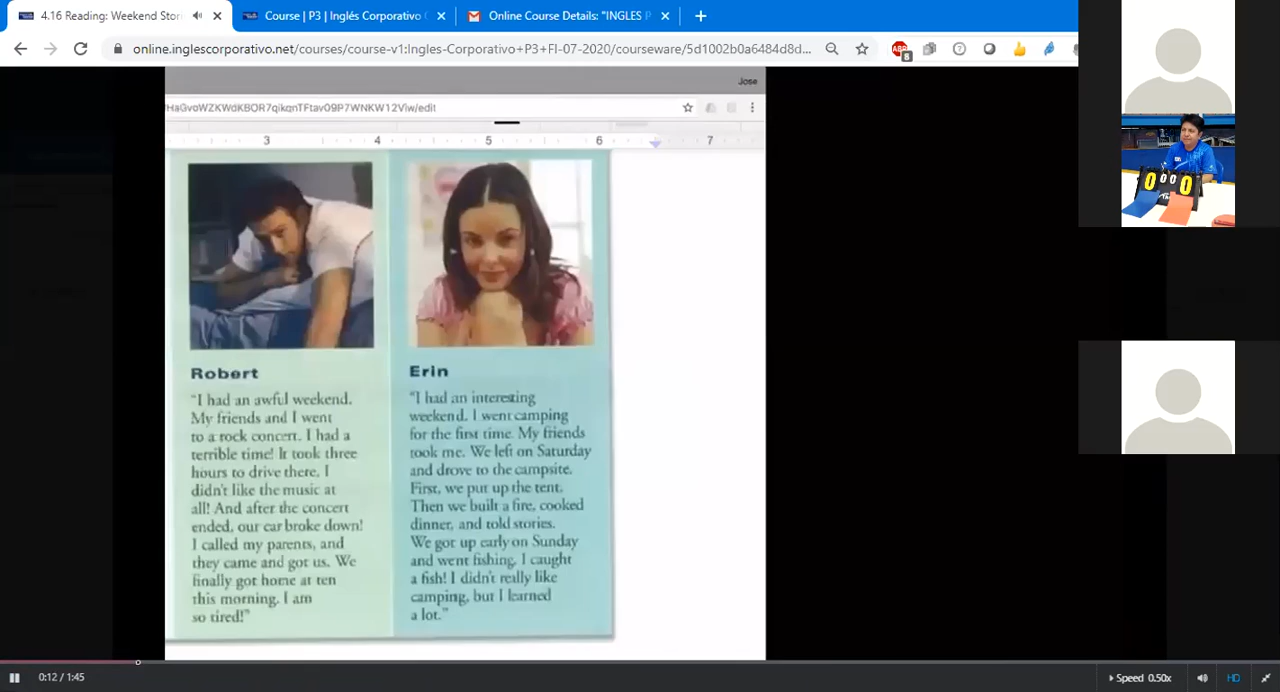 4.16 Reading: Weekend Stor
Course | P3 | Inglés Corporativo
Online Course Details: "INGLES P
online.inglescorporativo.net/courses/course-v1:Ingles-Corporativo+P3+FI-07-2020/courseware/5d1002b0a6484d8d...
ABP
8
Jose
/edit
3 4 5 6 7
0 0 0 0
Robert
"I had an awful weekend.
My friends and I went
to a rock concert. I had a
terrible time! It took three
hours to drive there. I
didn't like the music at
all! And after the concert
ended, our car broke down!
I called my parents, and
they came and got us. We
finally got home at ten
this morning. I am
so tired!"
Erin
"I had an interesting
weekend. I went camping
for the first time. My friends
took me. We left on Saturday
and drove to the campsite.
First, we put up the tent.
Then we built a fire, cooked
dinner, and told stories.
We got up early on Sunday
and went fishing. I caught
a fish! I didn't really like
camping, but I learned
a lot."
0:12 / 1:45
Speed 0.50x
HD